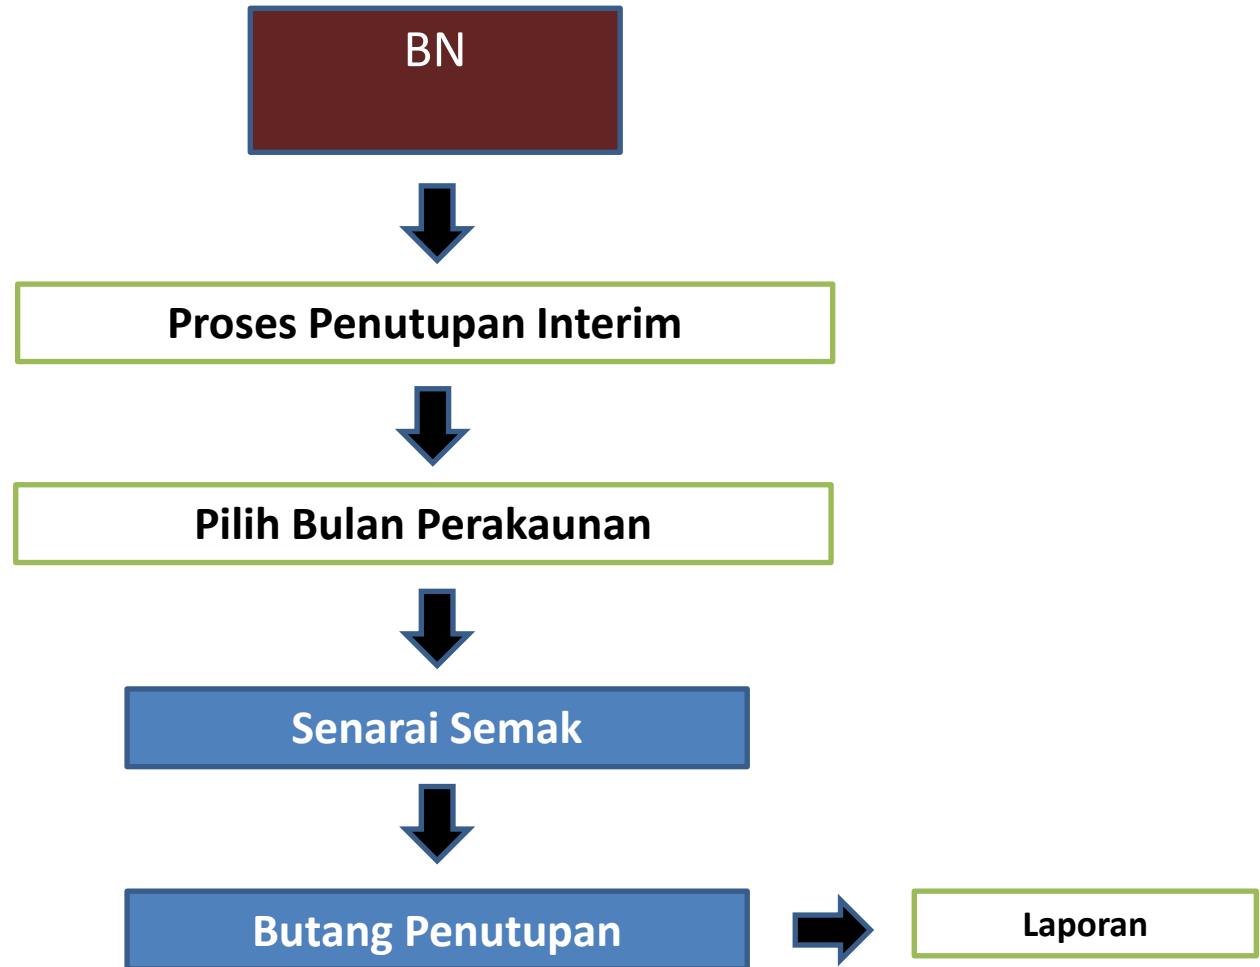 BN
Proses Penutupan Interim
Pilih Bulan Perakaunan
Senarai Semak
Butang Penutupan
Laporan